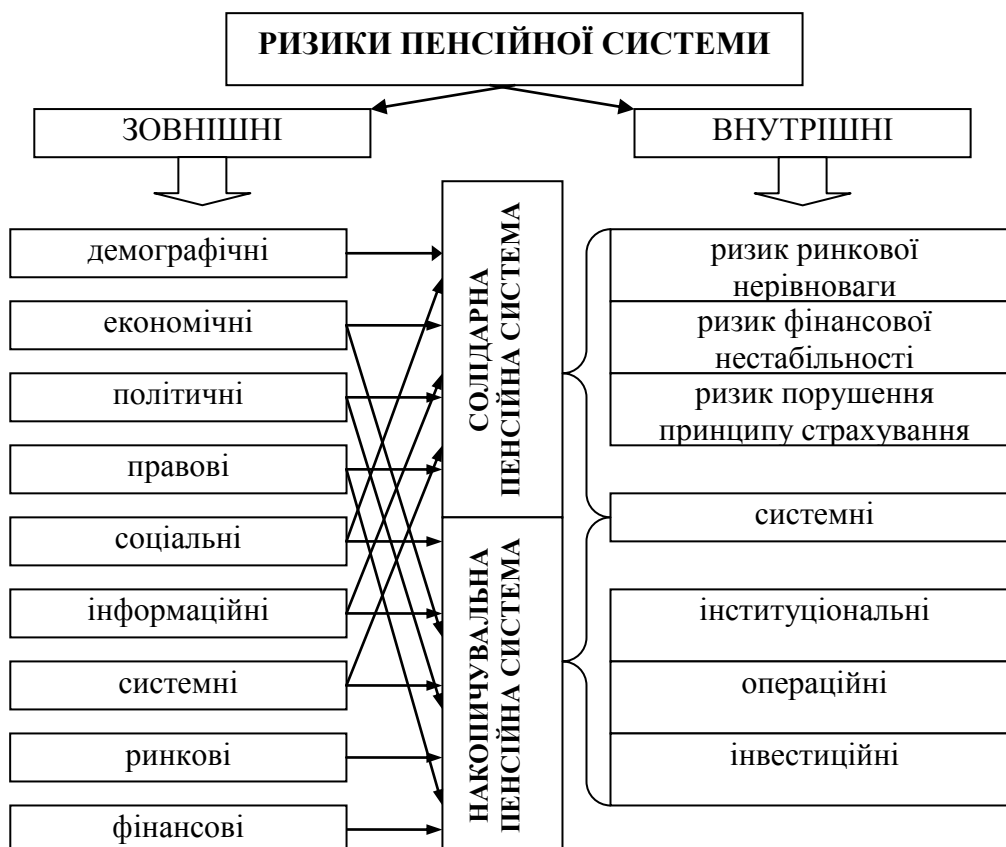 РИЗИКИ ПЕНСІЙНОЇ СИСТЕМИ
ЗОВНІШНІ
ВНУТРІШНІ
демографічні
економічні
політичні
правові
соціальні
інформаційні
системні
ринкові
фінансові
СОЛІДАРНА
ПЕНСІЙНА СИСТЕМА
НАКОПИЧУВАЛЬНА
ПЕНСІЙНА СИСТЕМА
ризик ринкової
нерівноваги
ризик фінансової
нестабільності
ризик порушення
принципу страхування
системні
інституціональні
операційні
інвестиційні